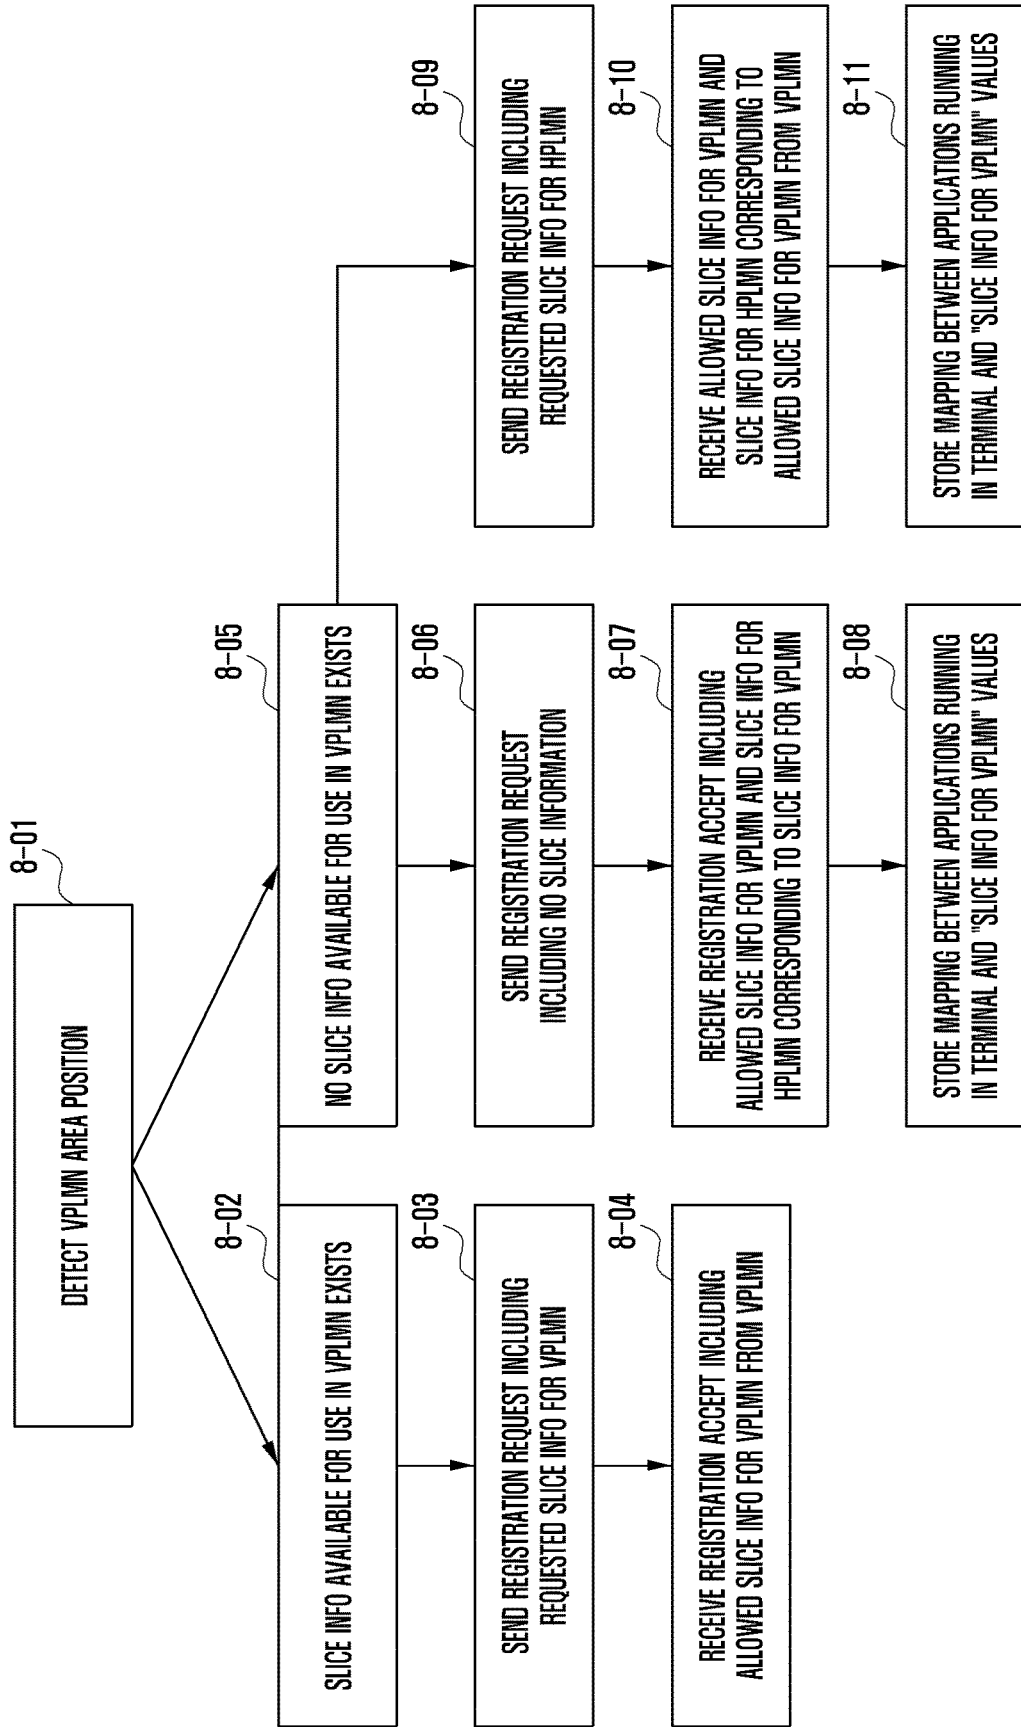 8-01
DETECT VPLMN AREA POSITION
8-02
SLICE INFO AVAILABLE FOR USE IN VPLMN EXISTS
8-03
SEND REGISTRATION REQUEST INCLUDING
REQUESTED SLICE INFO FOR VPLMN
8-04
RECEIVE REGISTRATION ACCEPT INCLUDING
ALLOWED SLICE INFO FOR VPLMN FROM VPLMN
8-05
NO SLICE INFO AVAILABLE FOR USE IN VPLMN EXISTS
8-06
SEND REGISTRATION REQUEST
INCLUDING NO SLICE INFORMATION
8-07
RECEIVE REGISTRATION ACCEPT INCLUDING
ALLOWED SLICE INFO FOR VPLMN AND SLICE INFO FOR
HPLMN CORRESPONDING TO SLICE INFO FOR VPLMN
8-08
STORE MAPPING BETWEEN APPLICATIONS RUNNING
IN TERMINAL AND "SLICE INFO FOR VPLMN" VALUES
8-09
SEND REGISTRATION REQUEST INCLUDING
REQUESTED SLICE INFO FOR HPLMN
8-10
RECEIVE ALLOWED SLICE INFO FOR VPLMN AND
SLICE INFO FOR HPLMN CORRESPONDING TO
ALLOWED SLICE INFO FOR VPLMN FROM VPLMN
8-11
STORE MAPPING BETWEEN APPLICATIONS RUNNING
IN TERMINAL AND "SLICE INFO FOR VPLMN" VALUES